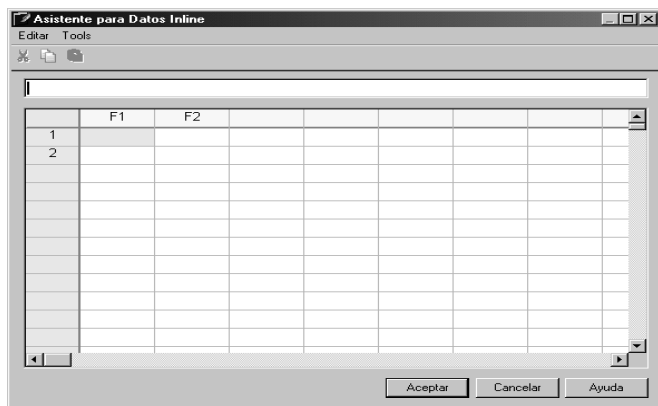 Asistente para Datos Inline
Editar Tools
F1 F2
1
2
Aceptar Cancelar Ayuda